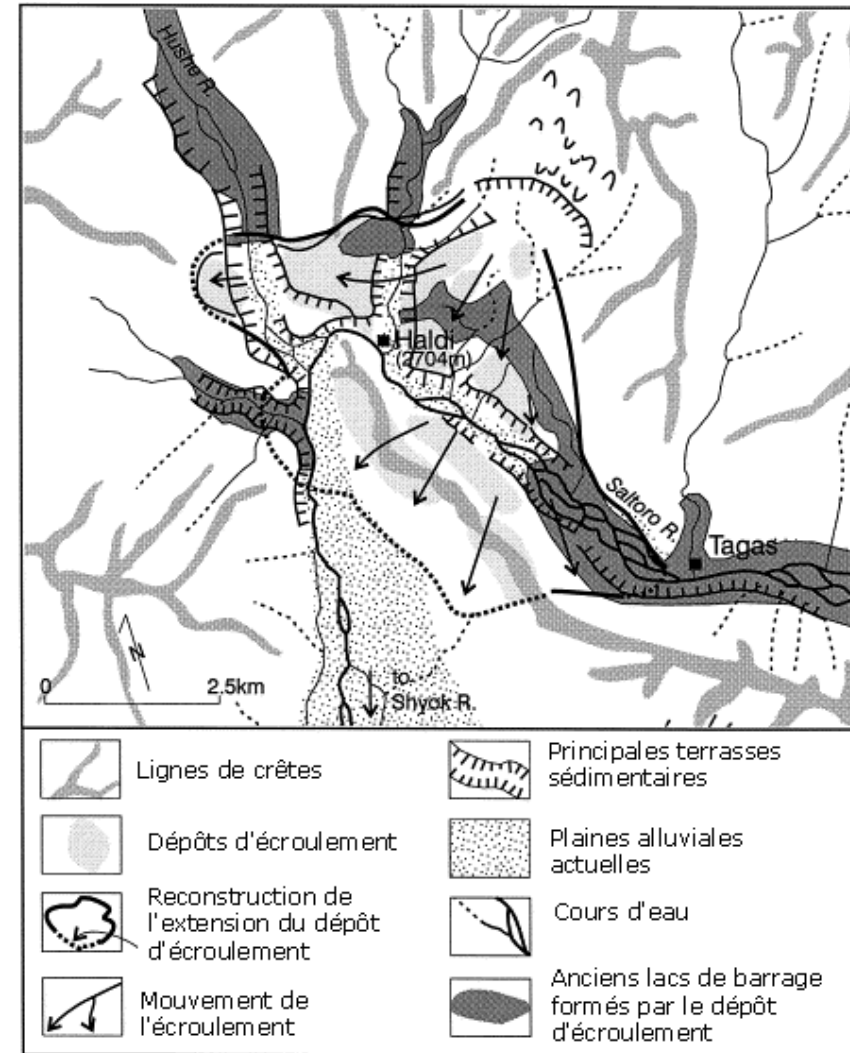 Hushe R.
Haldi
(2704m)
Saltoro R.
Tagas
N
0 2.5km
to
Shyok R.
Lignes de crêtes
Dépôts d'écroulement
Reconstruction de
l'extension du dépôt
d'écroulement
Mouvement de
l'écroulement
Principales terrasses
sédimentaires
Plaines alluviales
actuelles
Cours d'eau
Anciens lacs de barrage
formés par le dépôt
d'écroulement